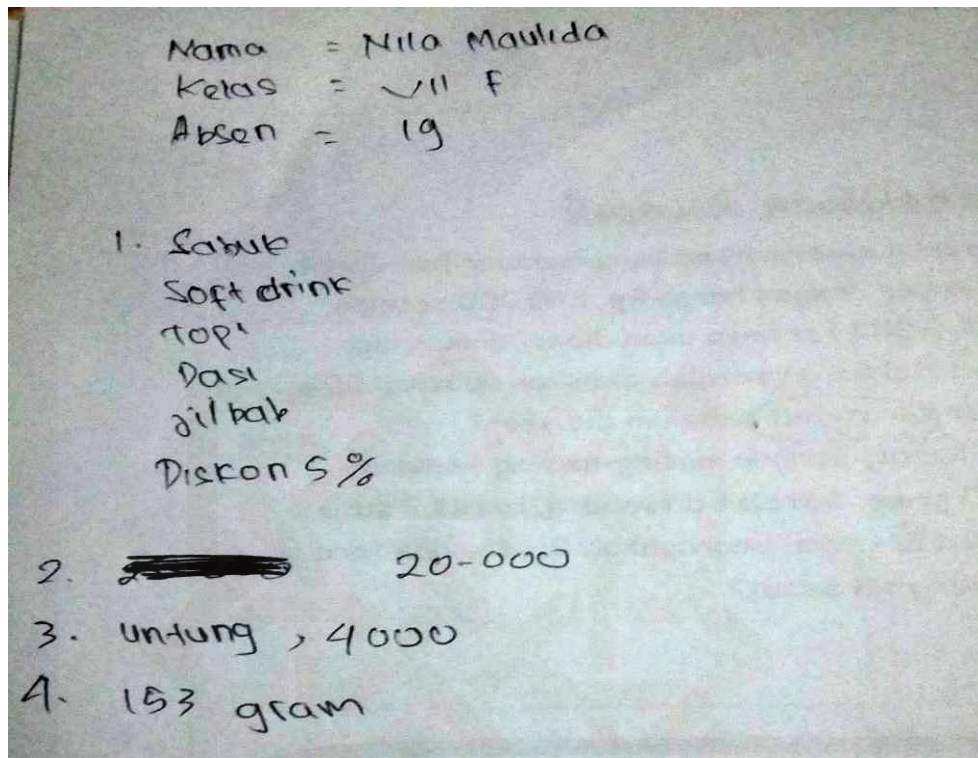 Nama = Nila Maulida
Kelas = VII F
Absen = 19
1. Sabuk
Soft drink
Topi
Dasi
Jilbab
Diskon 5%
2. 20-000
3. untung, 4000
4. 153 gram